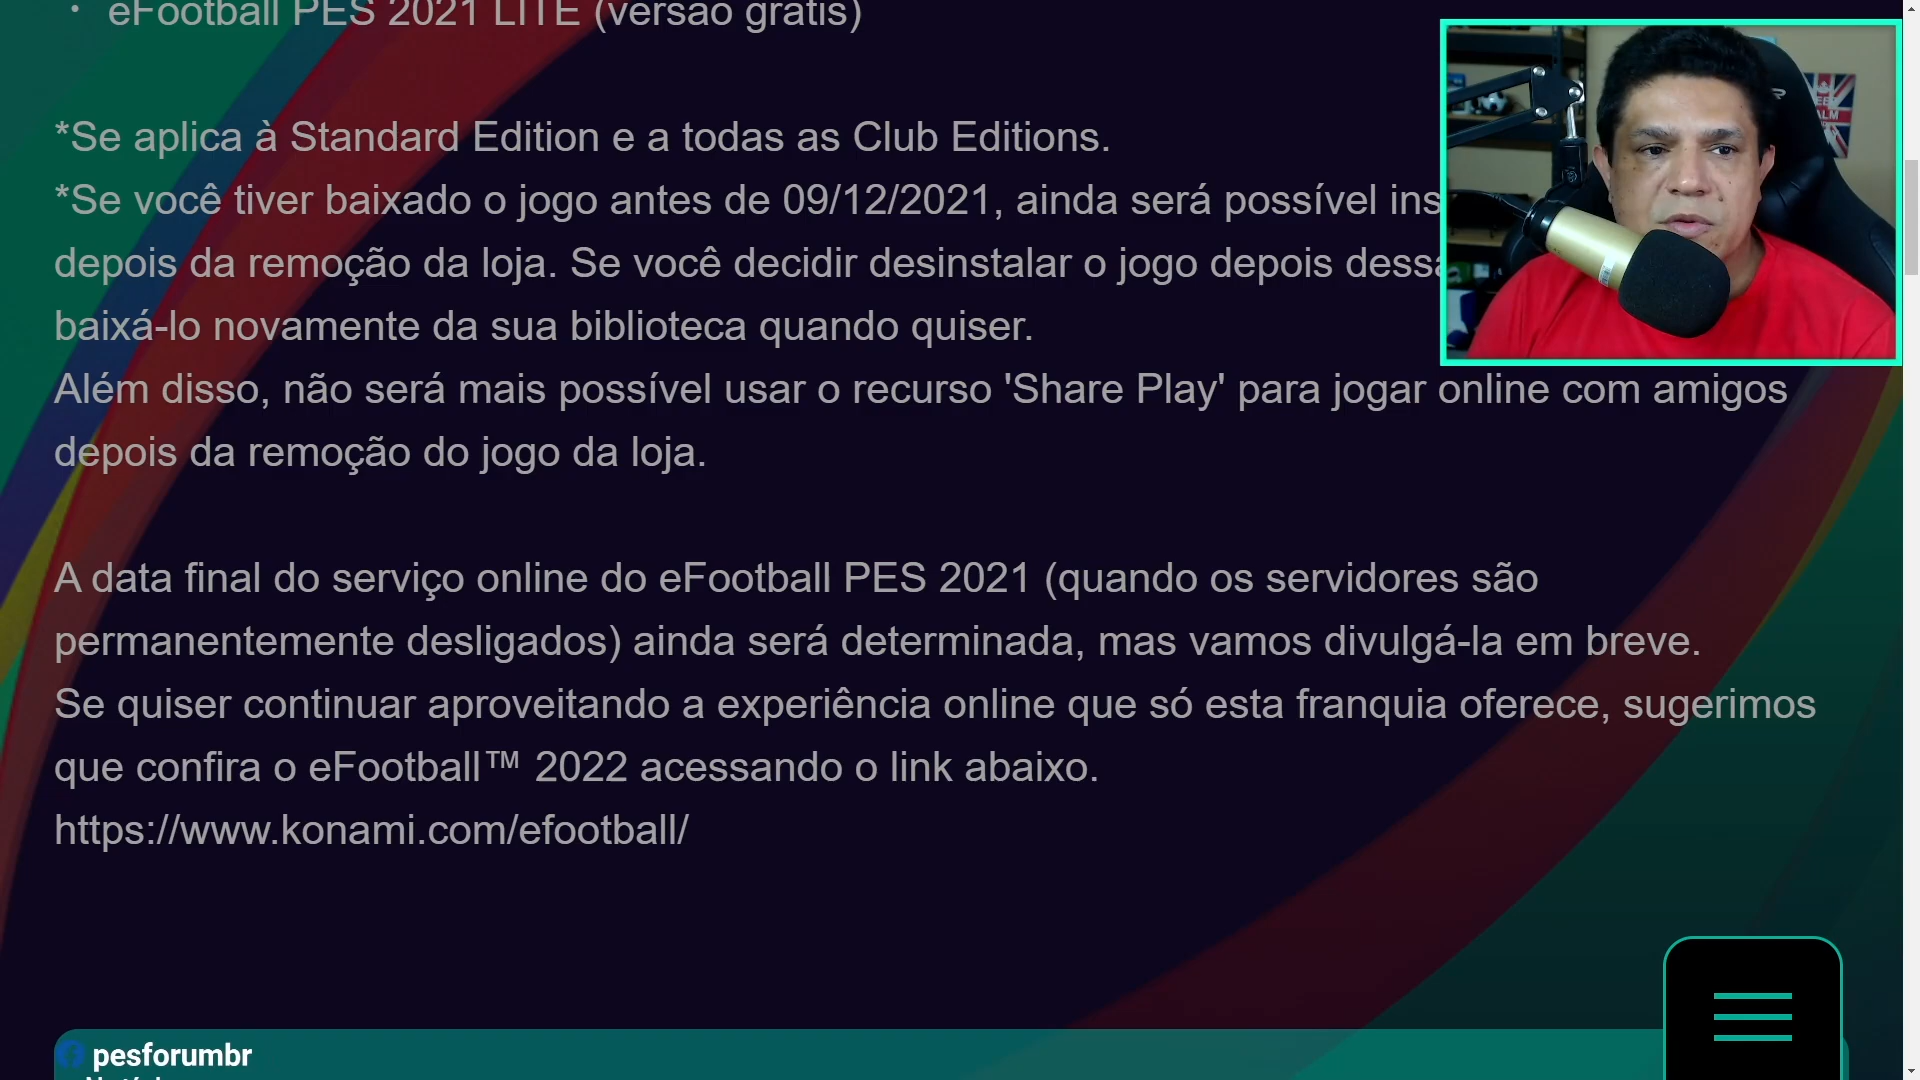 · eFootball PES 2021 LITE (versão grátis)
*Se aplica à Standard Edition e a todas as Club Editions.
*Se você tiver baixado o jogo antes de 09/12/2021, ainda será possível ins
depois da remoção da loja. Se você decidir desinstalar o jogo depois dess
baixá-lo novamente da sua biblioteca quando quiser.
Além disso, não será mais possível usar o recurso 'Share Play' para jogar online com amigos
depois da remoção do jogo da loja.
A data final do serviço online do eFootball PES 2021 (quando os servidores são
permanentemente desligados) ainda será determinada, mas vamos divulgá-la em breve.
Se quiser continuar aproveitando a experiência online que só esta franquia oferece, sugerimos
que confira o eFootball™ 2022 acessando o link abaixo.
https://www.konami.com/efootball/
pesforumbr